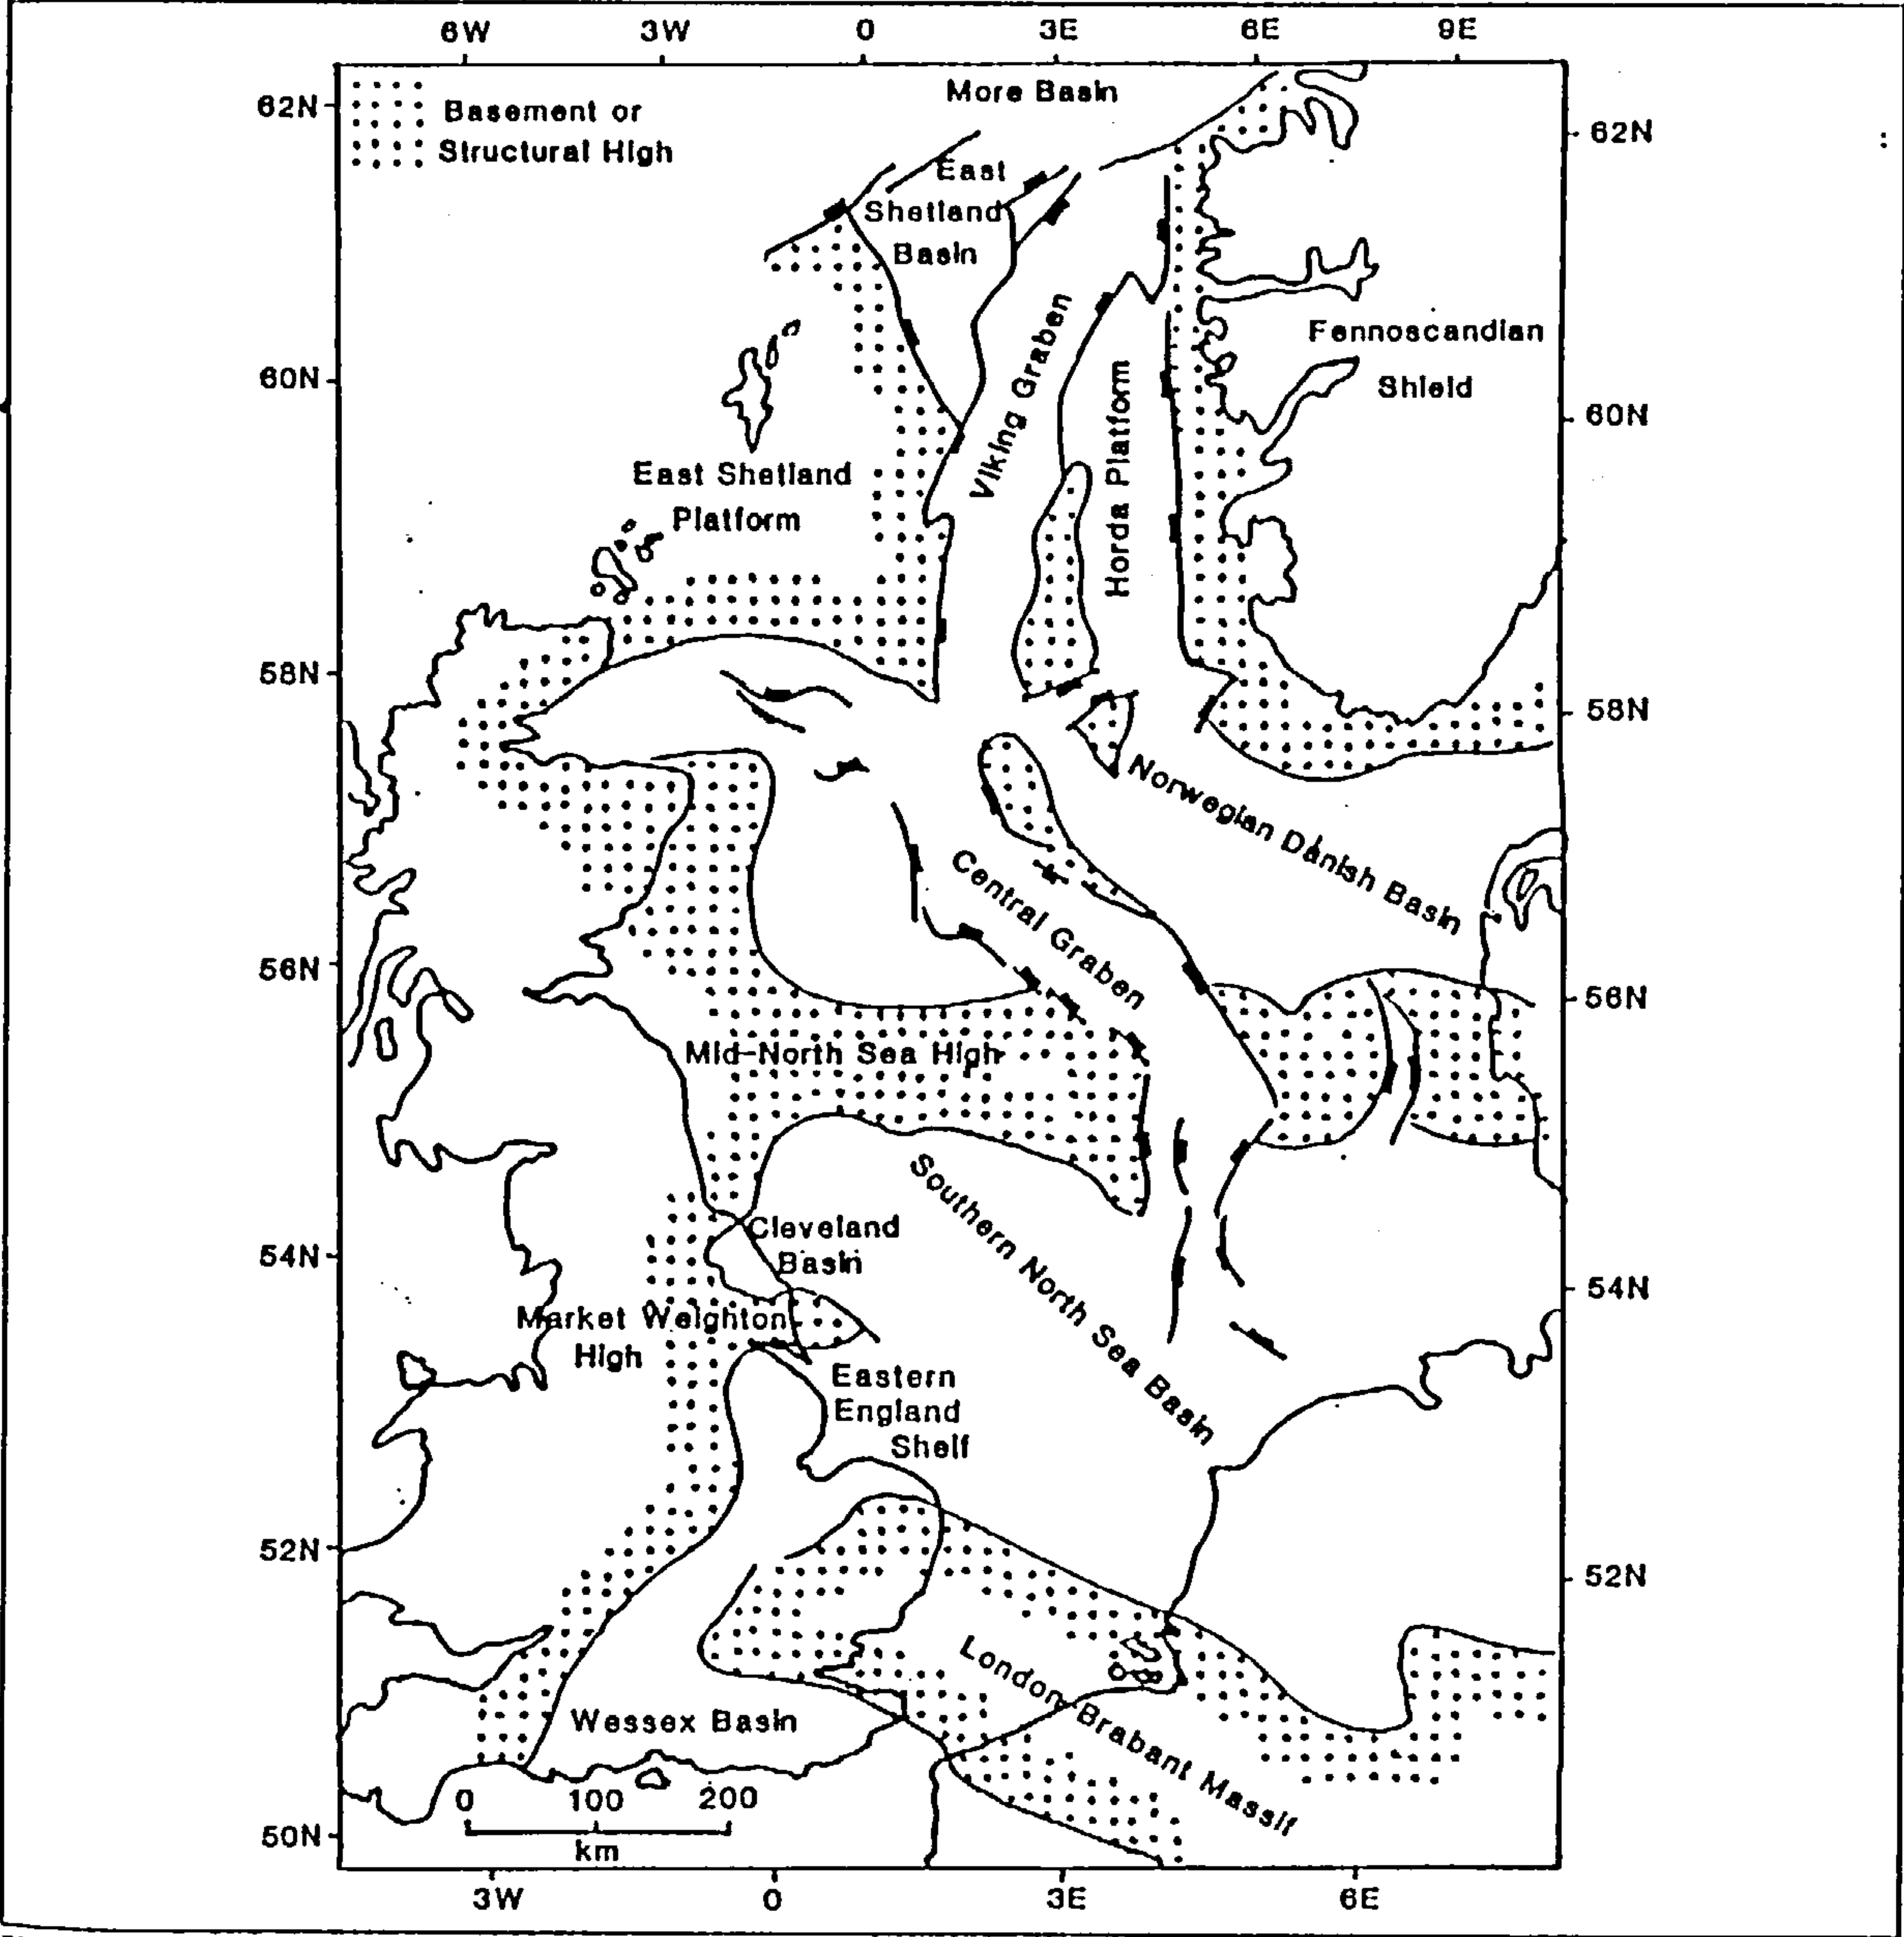 6W 3W 0 3E 6E 9E
62N
62N
Basement or
Structural High
More Basin
East
Shetland
Basin
Viking Graben
Horda Platform
Fennoscandian
Shield
60N
60N
East Shetland
Platform
58N
58N
Norwegian Danish Basin
Central Graben
56N
56N
Mid-North Sea High
Southern North Sea Basin
Cleveland
Basin
54N
54N
Market Weighton
High
Eastern
England
Shelf
52N
52N
London-Brabant Massif
Wessex Basin
0 100 200
km
50N
3W 0 3E 6E